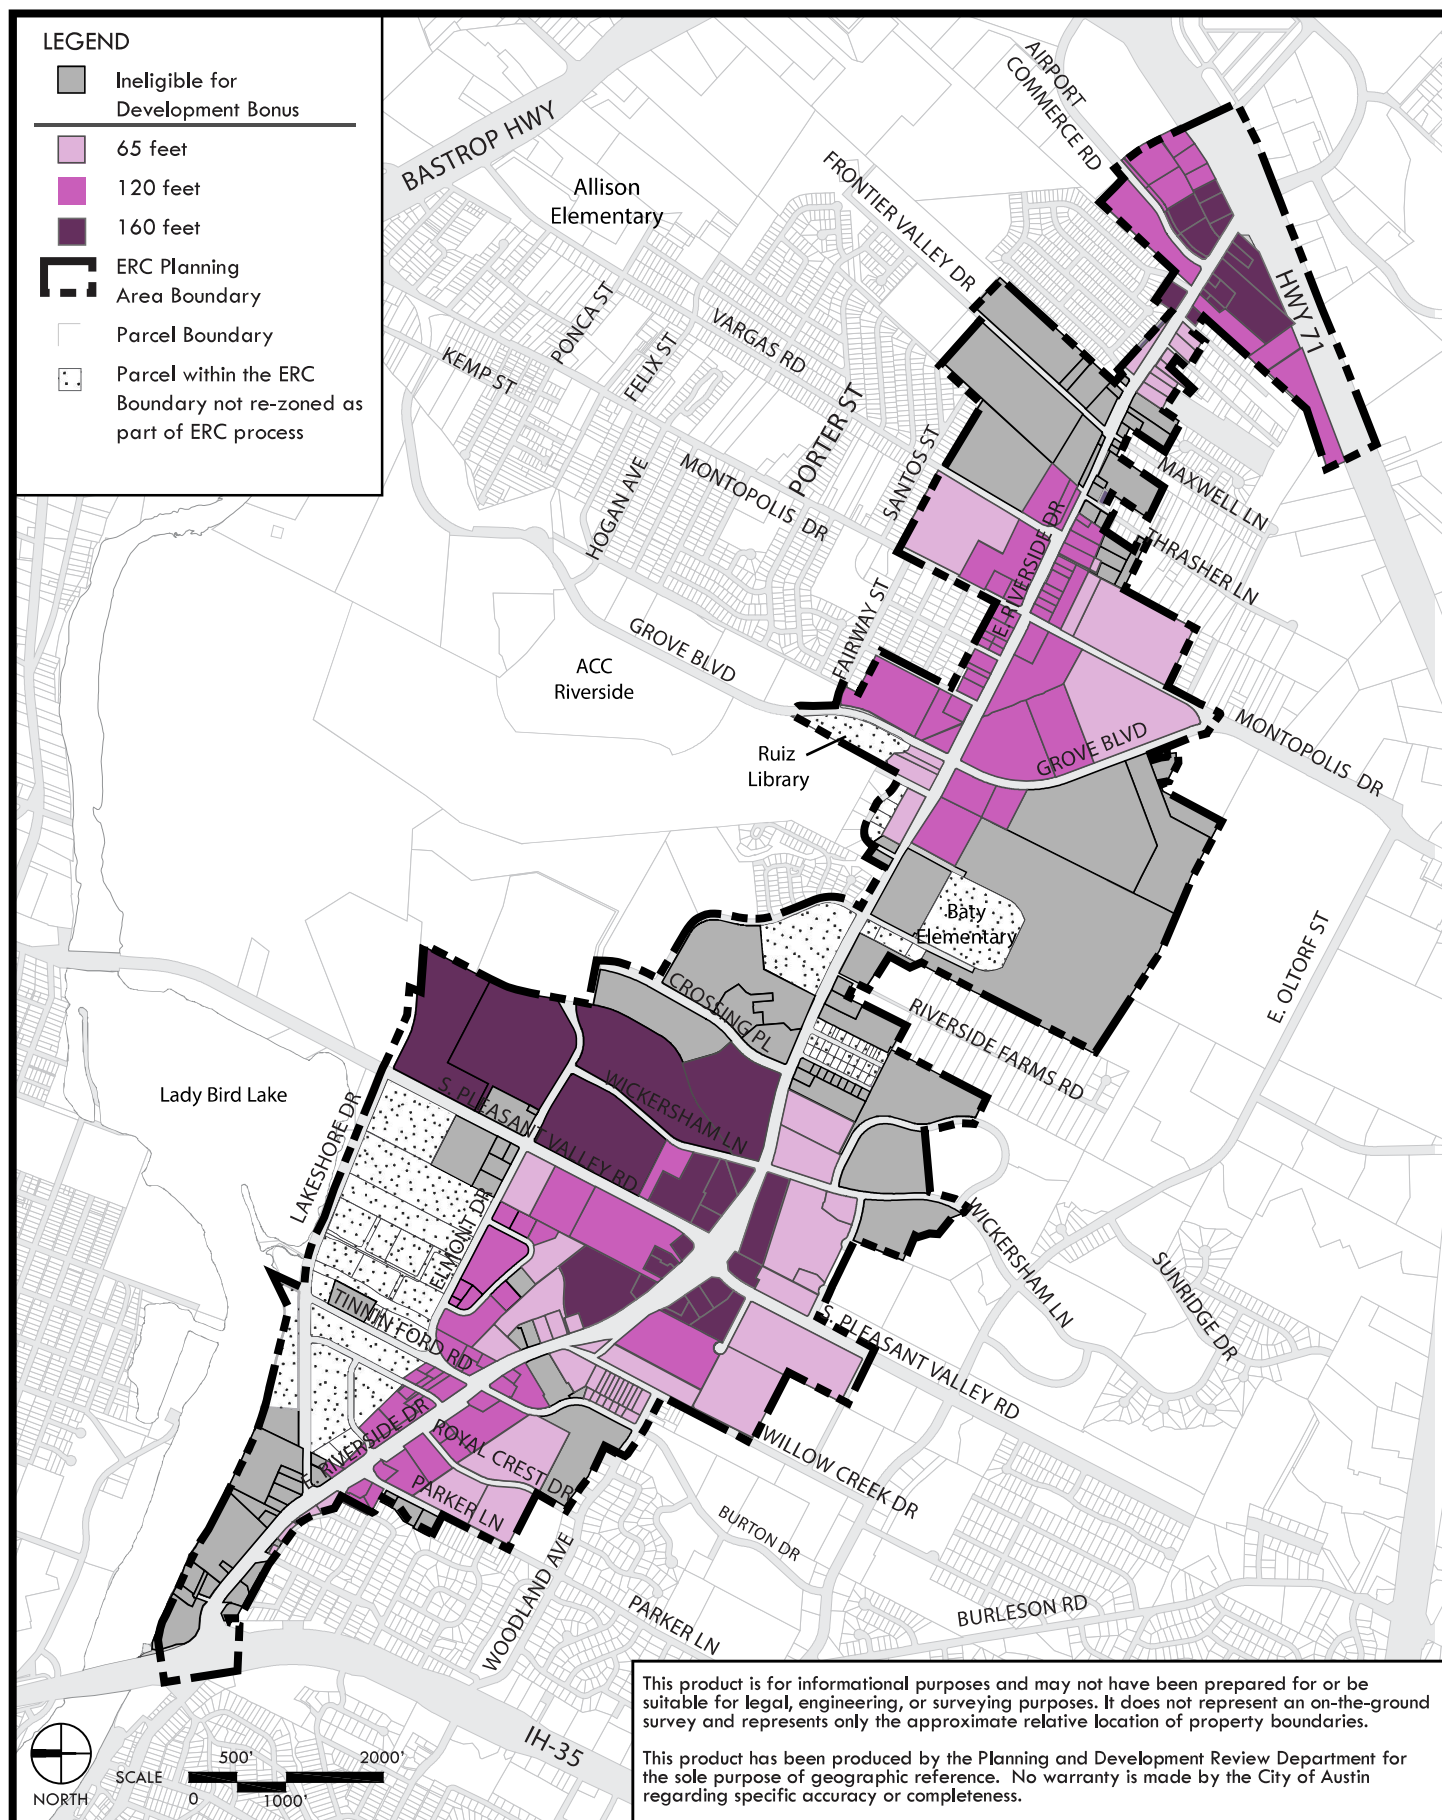 LEGEND
Ineligible for
Development Bonus
65 feet
120 feet
160 feet
ERC Planning
Area Boundary
Parcel Boundary
Parcel within the ERC
Boundary not re-zoned as
part of ERC process
BASTROP HWY
AIRPORT
COMMERCE RD
Allison
Elementary
FRONTIER VALLEY DR
HWY 71
PONCA ST
VARGAS RD
FELIX ST
KEMP ST
PORTER ST
SANTOS ST
MONTOPOLIS DR
HOGAN AVE
MAXWELL LN
THRASHER LN
E. RIVERSIDE DR
FAIRWAY ST
GROVE BLVD
ACC
Riverside
Ruiz
Library
GROVE BLVD
MONTOPOLIS DR
Baty
Elementary
E. OLTORF ST
CROSSING PL
RIVERSIDE FARMS RD
Lady Bird Lake
LAKESHORE DR
S. PLEASANT VALLEY RD
WICKERSHAM LN
ELMONT DR
WICKERSHAM LN
SUNRIDGE DR
TINNIN FORD RD
S. PLEASANT VALLEY RD
E. RIVERSIDE DR
ROYAL CREST DR
PARKER LN
WILLOW CREEK DR
BURTON DR
WOODLAND AVE
PARKER LN
BURLESON RD
IH-35
NORTH
SCALE
500'
2000'
0
1000'
This product is for informational purposes and may not have been prepared for or be
suitable for legal, engineering, or surveying purposes. It does not represent an on-the-ground
survey and represents only the approximate relative location of property boundaries.
This product has been produced by the Planning and Development Review Department for
the sole purpose of geographic reference. No warranty is made by the City of Austin
regarding specific accuracy or completeness.